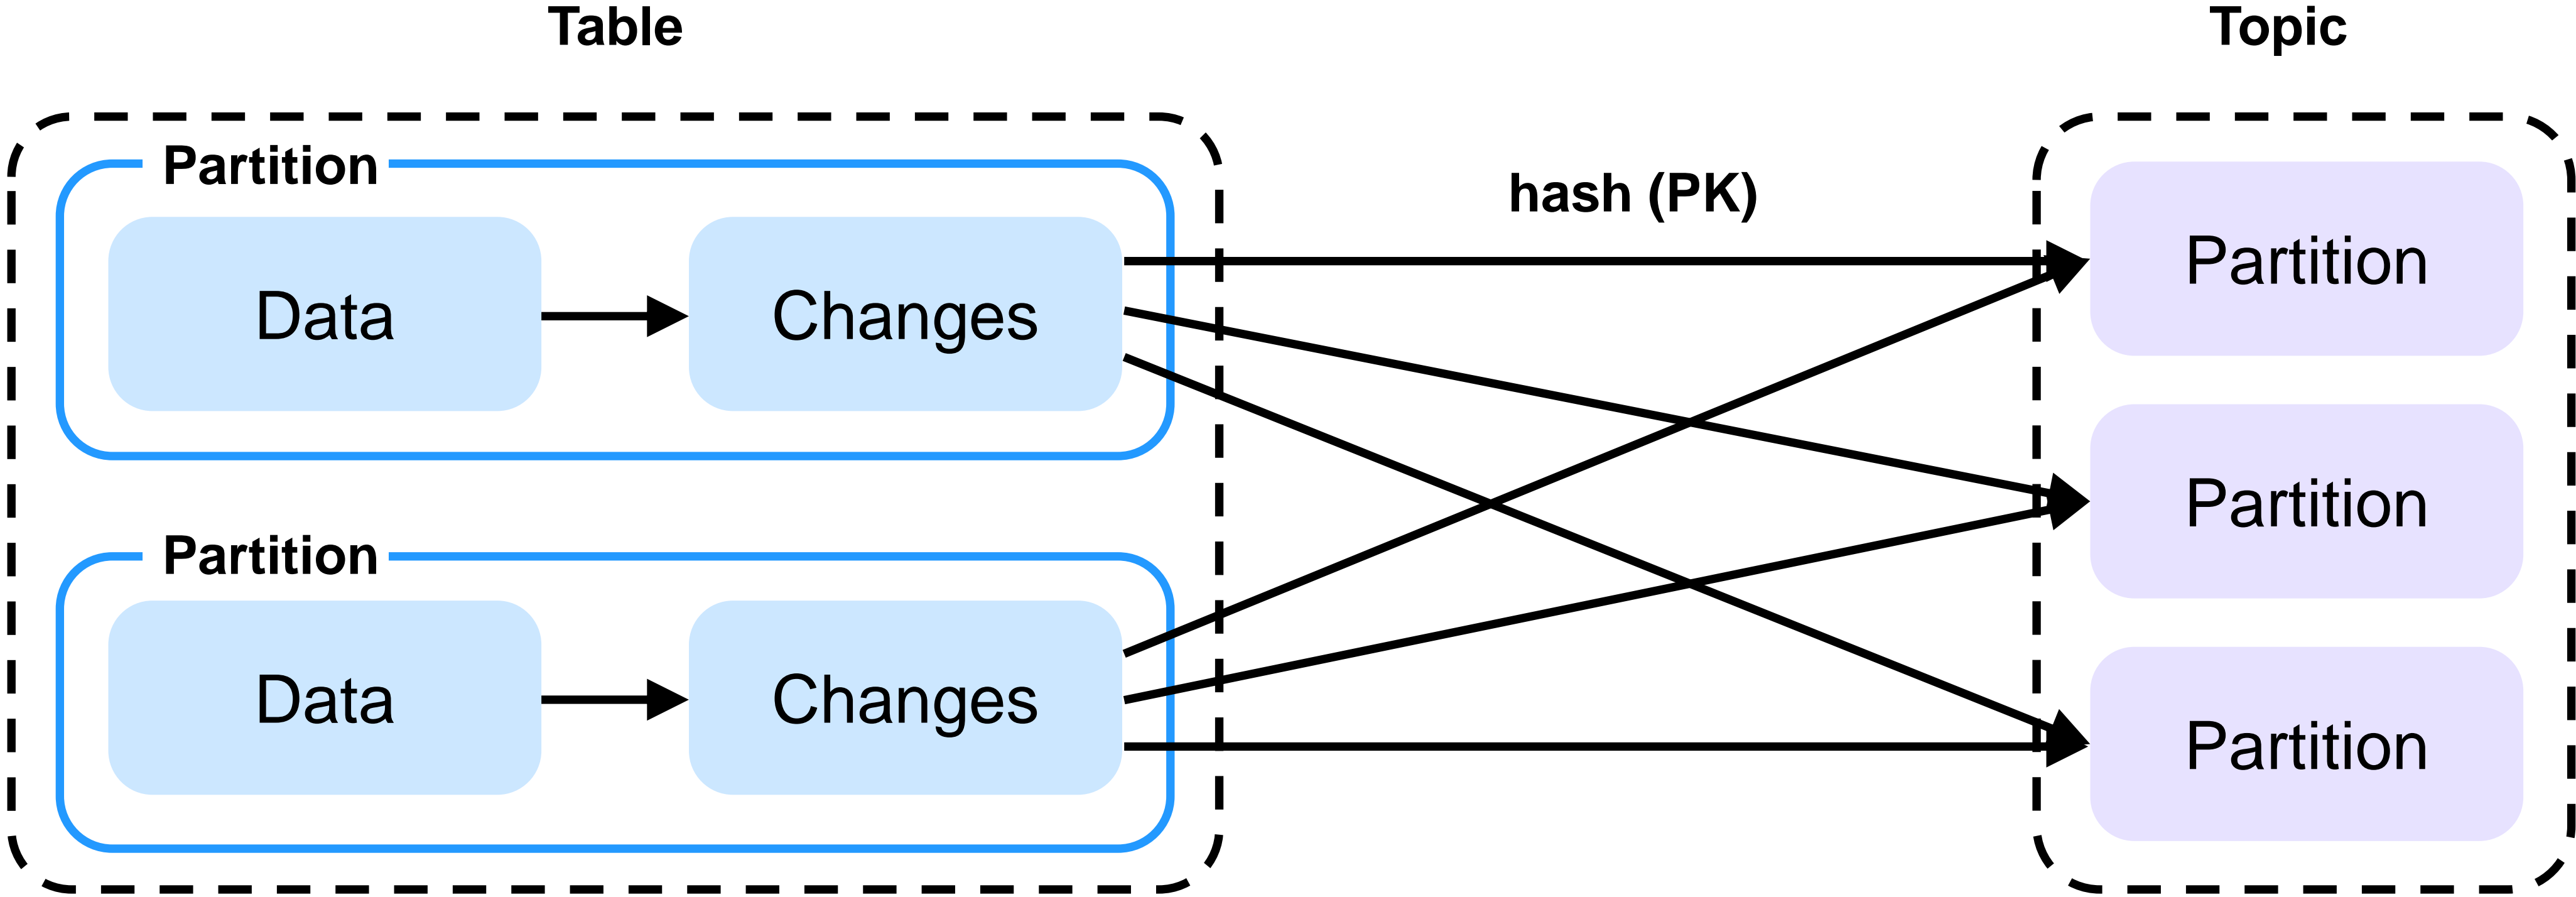 Table
Topic
Partition
Data
Changes
hash (PK)
Partition
Partition
Partition
Data
Changes
Partition